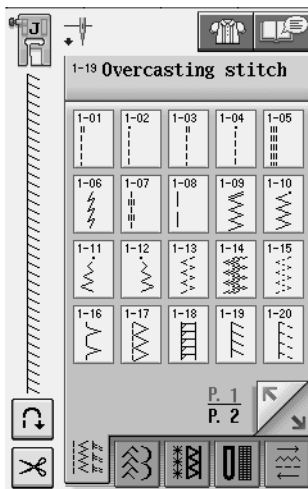 J
1-19 Overcasting stitch
1-01 1-02 1-03 1-04 1-05
1-06 1-07 1-08 1-09 1-10
1-11 1-12 1-13 1-14 1-15
1-16 1-17 1-18 1-19 1-20
P. 1
P. 2